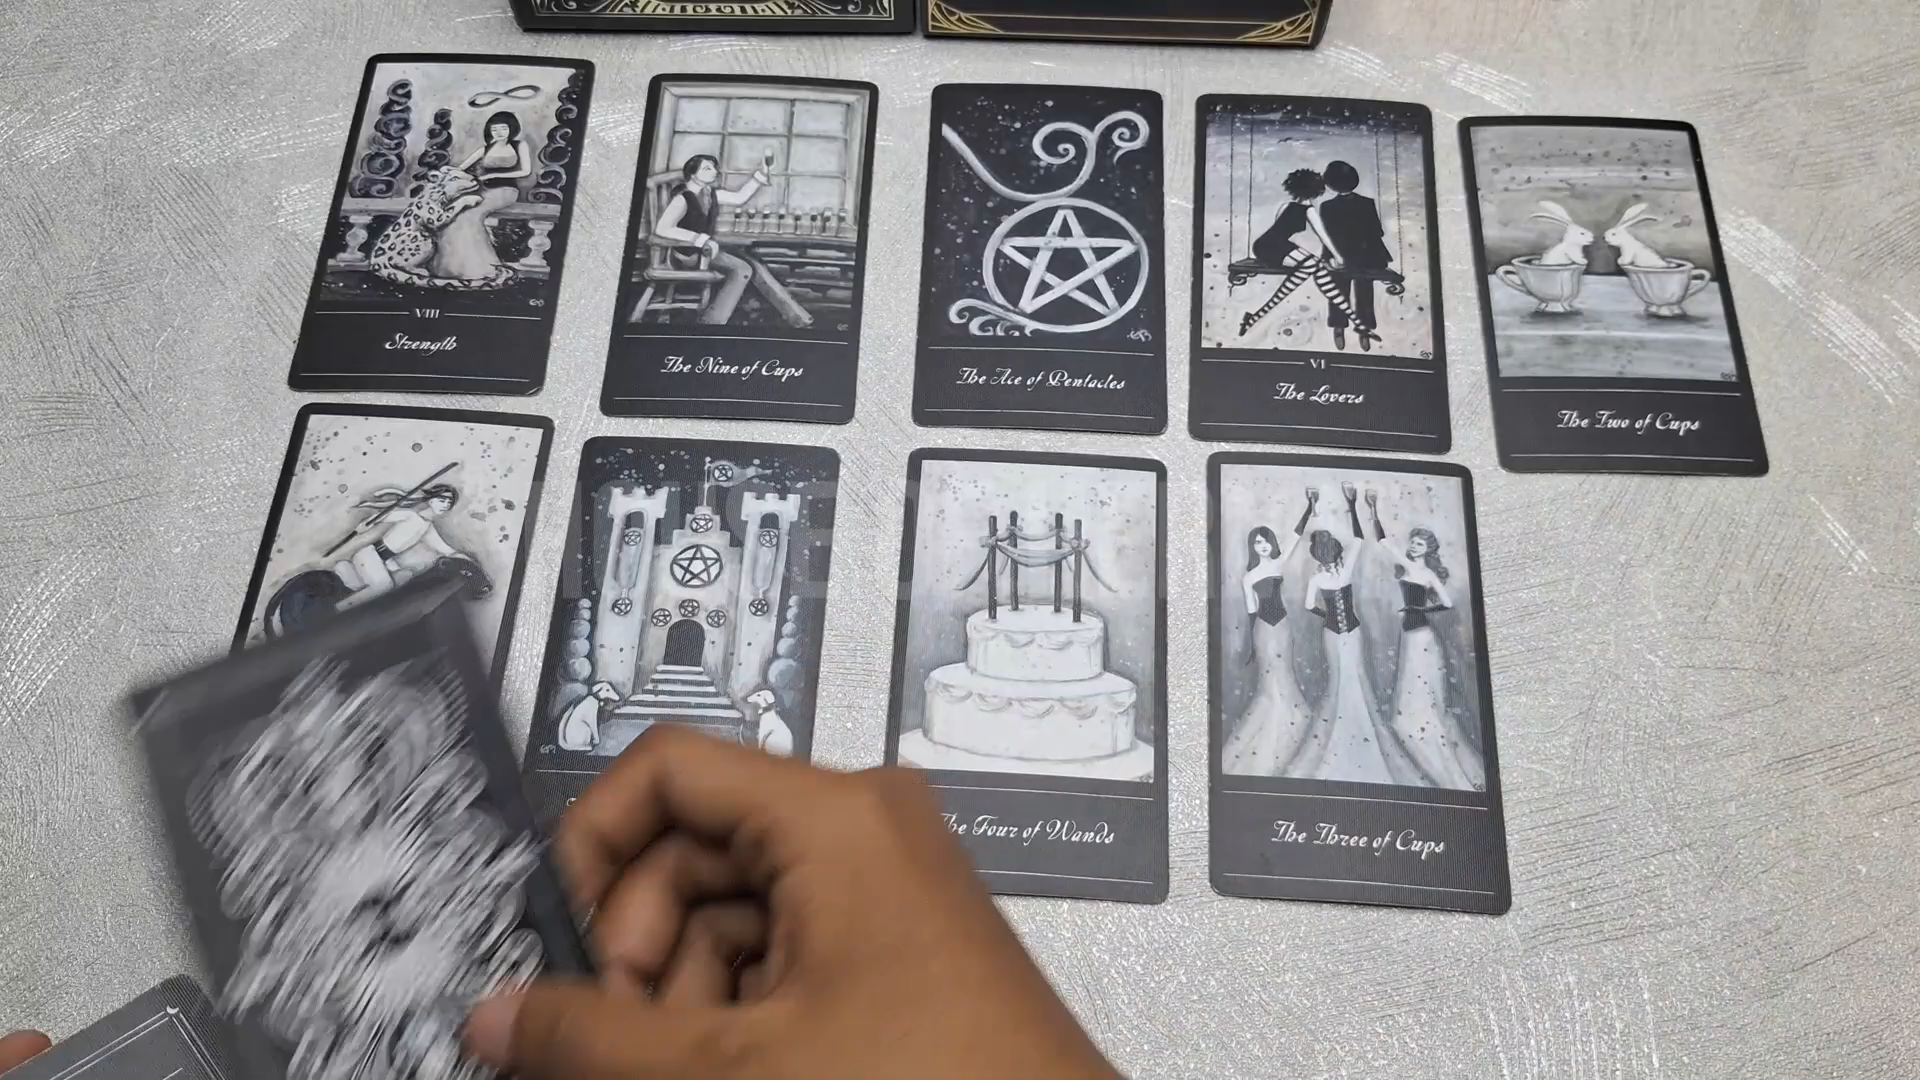 VIII
Strength
The Nine of Cups
The Ace of Pentacles
VI
The Lovers
The Two of Cups
The Four of Wands
The Three of Cups